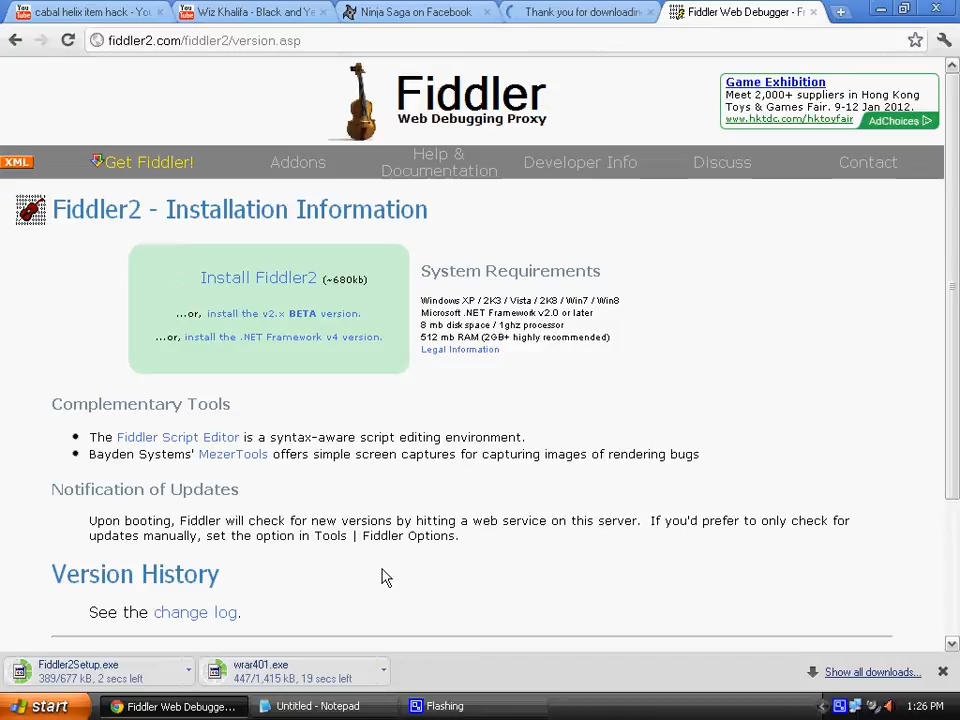 cabal helix item hack - You
Wiz Khalifa - Black and Ye
Ninja Saga on Facebook
Thank you for downloadin
Fiddler Web Debugger - F
fiddler2.com/fiddler2/version.asp
Fiddler
Web Debugging Proxy
Game Exhibition
Meet 2,000+ suppliers in Hong Kong
Toys & Games Fair. 9-12 Jan 2012.
www.hktdc.com/hktoyfair
AdChoices
XML
Get Fiddler!
Addons
Help &
Documentation
Developer Info
Discuss
Contact
Fiddler2 - Installation Information
Install Fiddler2 (~680kb)
...or, install the v2.x BETA version.
...or, install the .NET Framework v4 version.
System Requirements
Windows XP / 2K3 / Vista / 2K8 / Win7 / Win8
Microsoft .NET Framework v2.0 or later
8 mb disk space / 1ghz processor
512 mb RAM (2GB+ highly recommended)
Legal Information
Complementary Tools
The Fiddler Script Editor is a syntax-aware script editing environment.
Bayden Systems' MezerTools offers simple screen captures for capturing images of rendering bugs
Notification of Updates
Upon booting, Fiddler will check for new versions by hitting a web service on this server. If you'd prefer to only check for
updates manually, set the option in Tools | Fiddler Options.
Version History
See the change log.
Fiddler2Setup.exe
389/677 kB, 2 secs left
wrar401.exe
447/1,415 kB, 19 secs left
Show all downloads...
start
Fiddler Web Debugge...
Untitled - Notepad
Flashing
1:26 PM